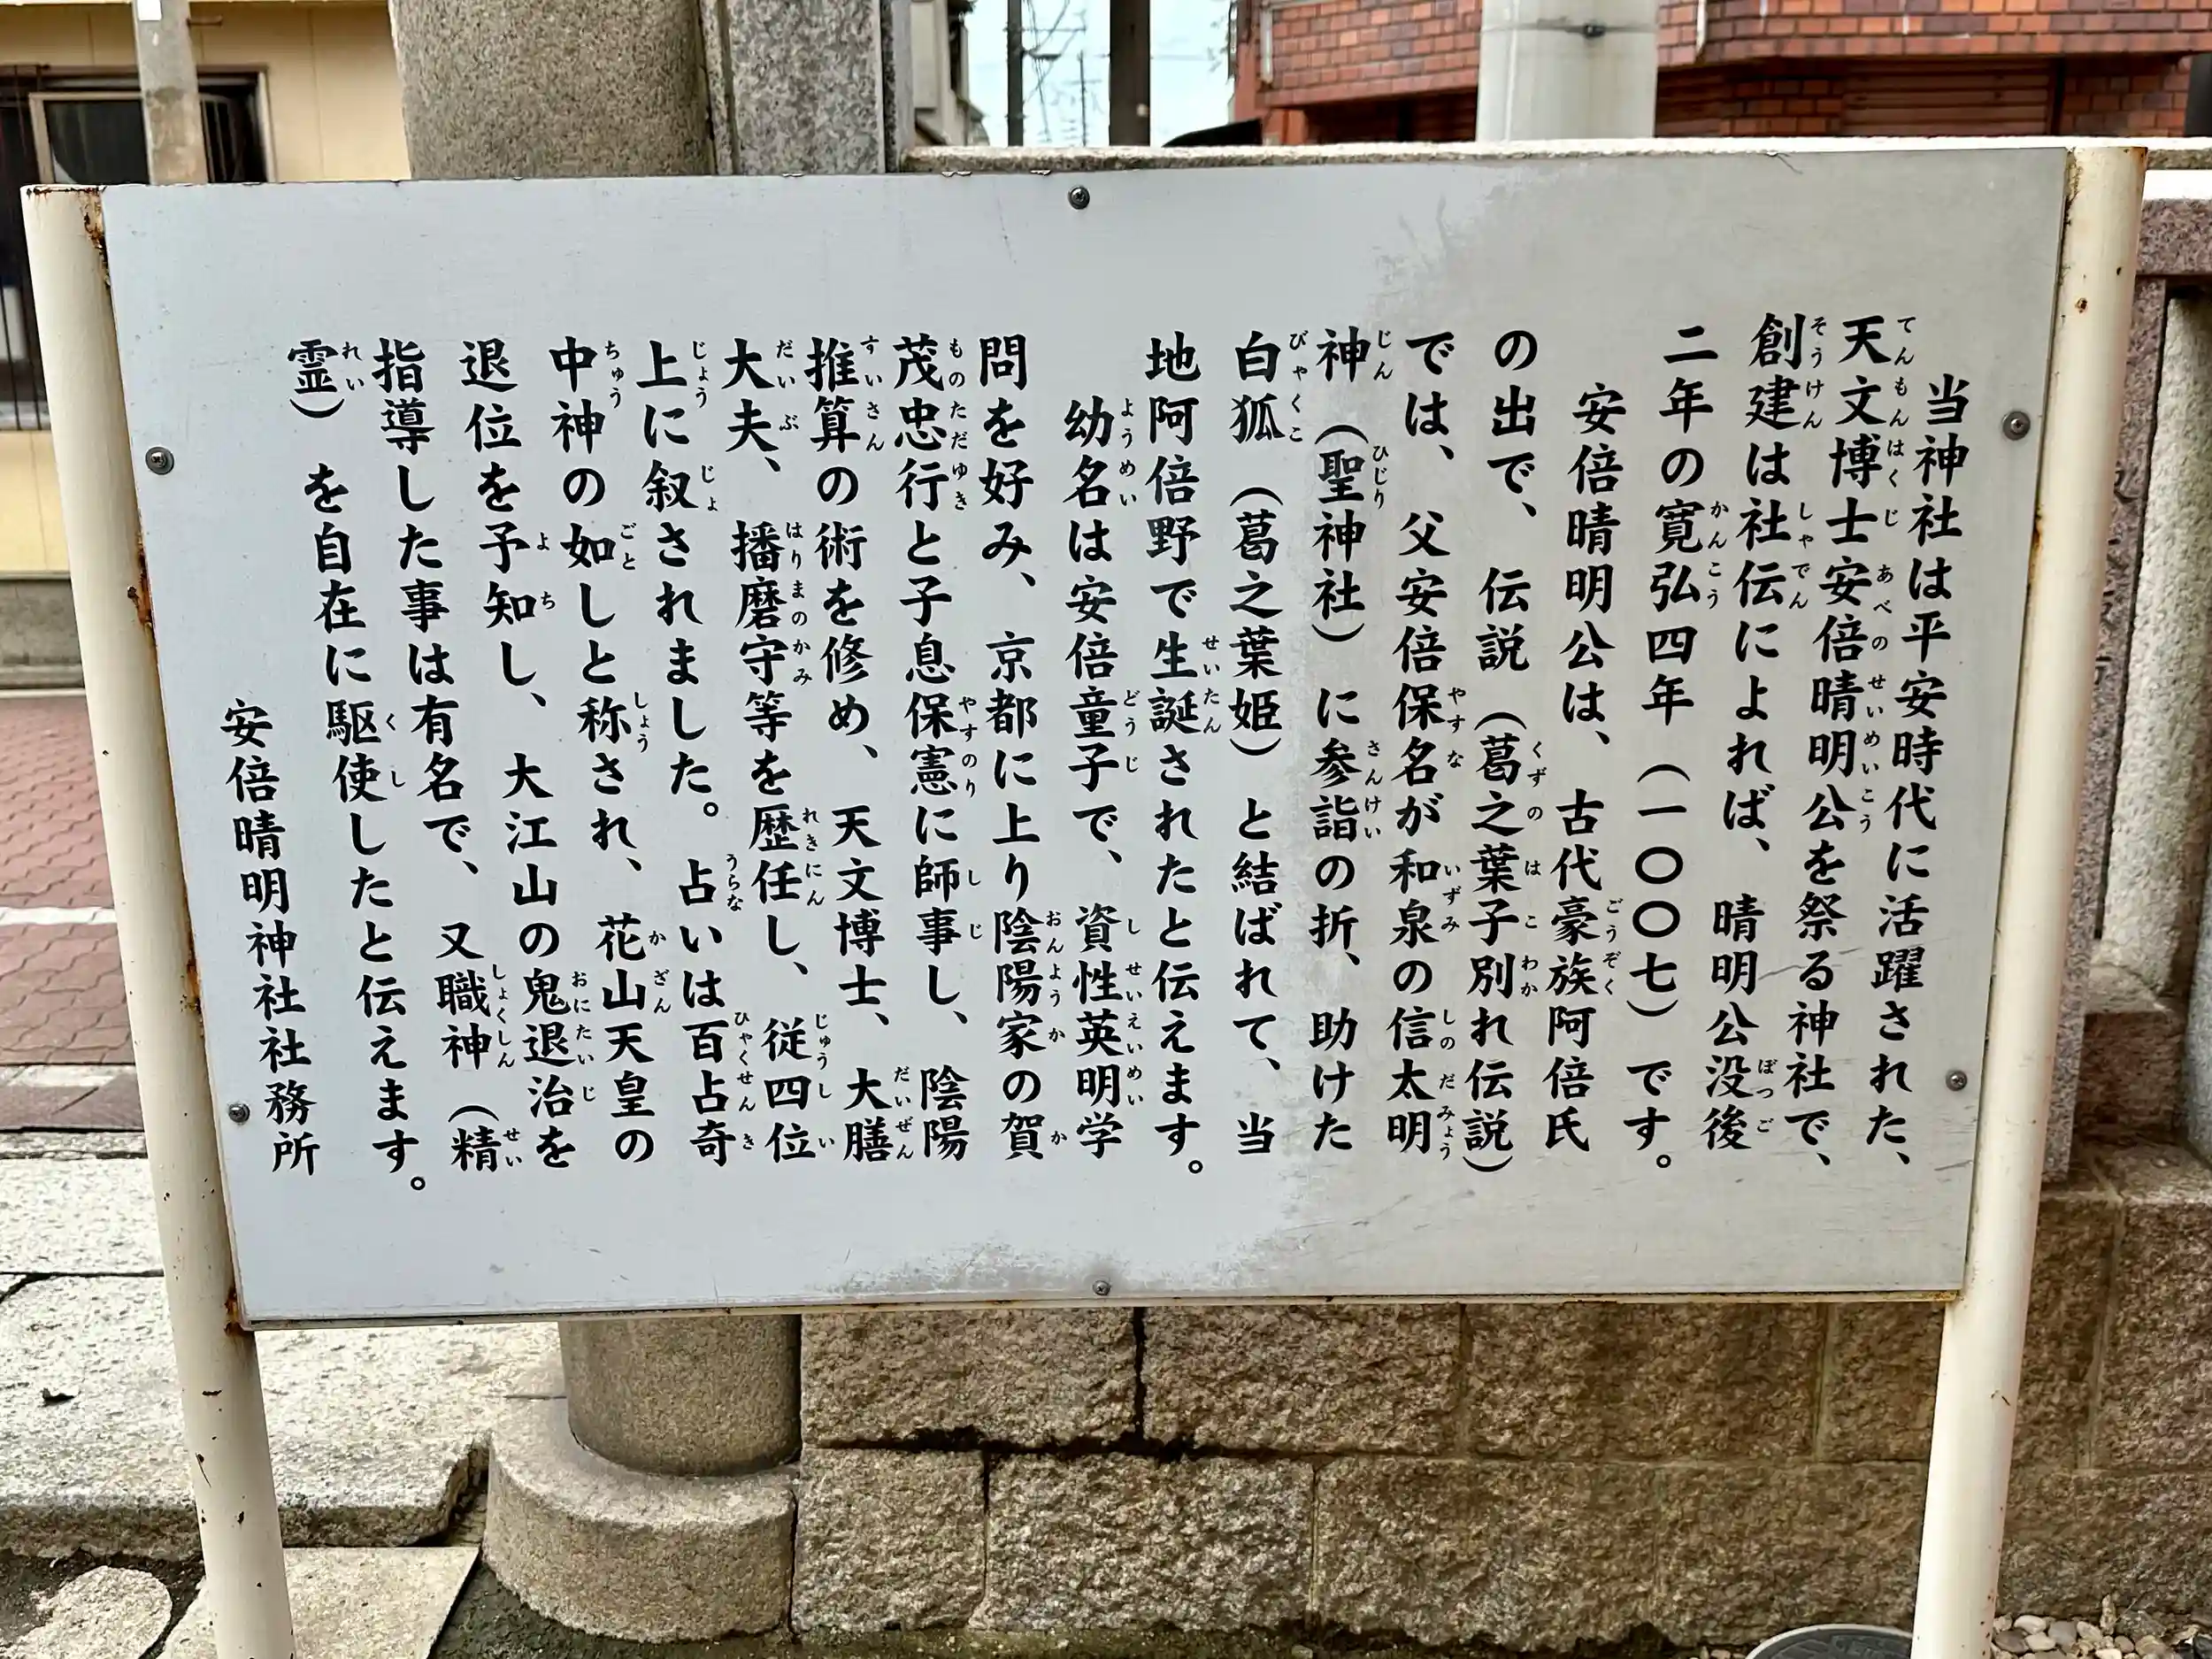 当神社は平安時代に活躍された、
天文博士安倍晴明公を祭る神社で、
創建は社伝によれば、晴明公没後
二年の寛弘四年(一〇〇七)です。
安倍晴明公は、古代豪族阿倍氏
の出で、伝説(葛之葉子別れ伝説)
では、父安倍保名が和泉の信太明
神(聖神社)に参詣の折、助けた
白狐(葛之葉姫)と結ばれて、当
地阿倍野で生誕されたと伝えます。
幼名は安倍童子で、資性英明学
問を好み、京都に上り陰陽家の賀
茂忠行と子息保憲に師事し、陰陽
推算の術を修め、天文博士、大膳
大夫、播磨守等を歴任し、従四位
上に叙されました。占いは百占奇
中神の如しと称され、花山天皇の
退位を予知し、大江山の鬼退治を
指導した事は有名で、又職神(精
霊)を自在に駆使したと伝えます。
安倍晴明神社社務所